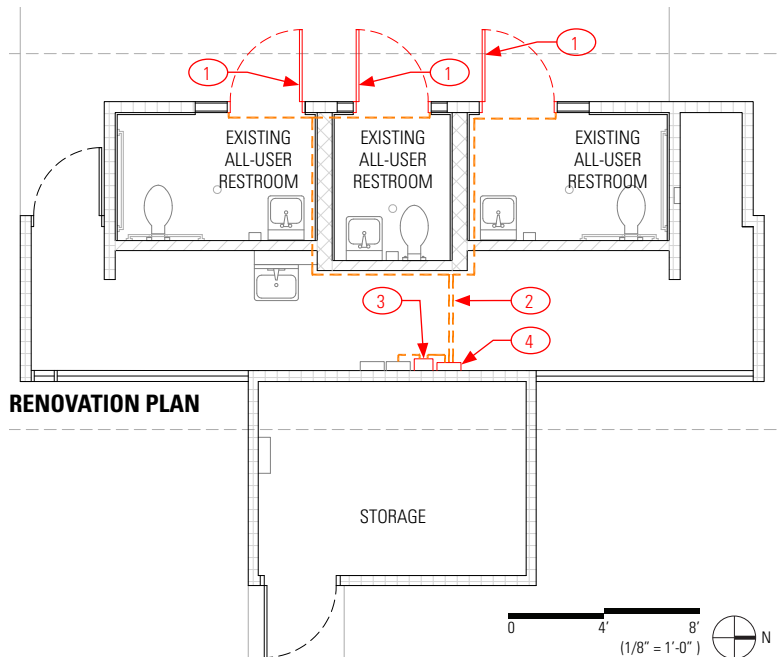 1
1
1
EXISTING
ALL-USER
RESTROOM
EXISTING
ALL-USER
RESTROOM
EXISTING
ALL-USER
RESTROOM
3
2
4
RENOVATION PLAN
STORAGE
0 4' 8'
(1/8" = 1'-0" )
N